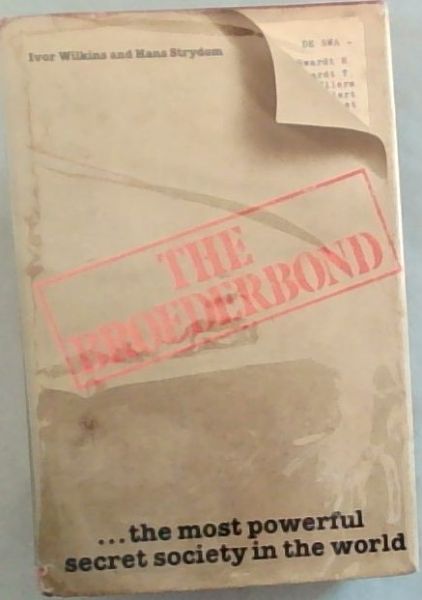 Ivor Wilkins and Hans Strydom
DE SWA -
THE
BROEDERBOND
...the most powerful
secret society in the world